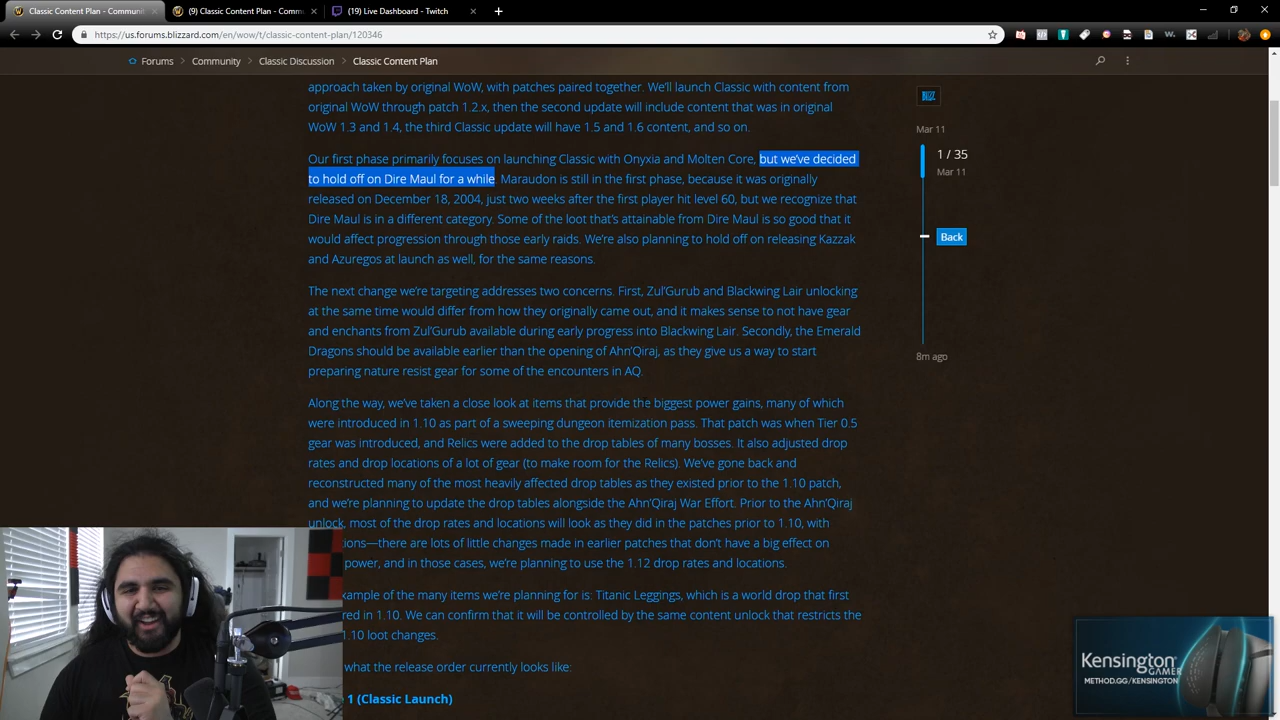 Classic Content Plan - Communi
(9) Classic Content Plan - Commu
(19) Live Dashboard - Twitch
https://us.forums.blizzard.com/en/wow/t/classic-content-plan/120346
Forums
Community
Classic Discussion
Classic Content Plan
approach taken by original WoW, with patches paired together. We'll launch Classic with content from
original WoW through patch 1.2.x, then the second update will include content that was in original
WoW 1.3 and 1.4, the third Classic update will have 1.5 and 1.6 content, and so on.
Our first phase primarily focuses on launching Classic with Onyxia and Molten Core, but we've decided
to hold off on Dire Maul for a while. Maraudon is still in the first phase, because it was originally
released on December 18, 2004, just two weeks after the first player hit level 60, but we recognize that
Dire Maul is in a different category. Some of the loot that's attainable from Dire Maul is so good that it
would affect progression through those early raids. We're also planning to hold off on releasing Kazzak
and Azuregos at launch as well, for the same reasons.
The next change we're targeting addresses two concerns. First, Zul'Gurub and Blackwing Lair unlocking
at the same time would differ from how they originally came out, and it makes sense to not have gear
and enchants from Zul'Gurub available during early progress into Blackwing Lair. Secondly, the Emerald
Dragons should be available earlier than the opening of Ahn'Qiraj, as they give us a way to start
preparing nature resist gear for some of the encounters in AQ.
Along the way, we've taken a close look at items that provide the biggest power gains, many of which
were introduced in 1.10 as part of a sweeping dungeon itemization pass. That patch was when Tier 0.5
gear was introduced, and Relics were added to the drop tables of many bosses. It also adjusted drop
rates and drop locations of a lot of gear (to make room for the Relics). We've gone back and
reconstructed many of the most heavily affected drop tables as they existed prior to the 1.10 patch,
and we're planning to update the drop tables alongside the Ahn'Qiraj War Effort. Prior to the Ahn'Qiraj
unlock, most of the drop rates and locations will look as they did in the patches prior to 1.10, with
tions—there are lots of little changes made in earlier patches that don't have a big effect on
power, and in those cases, we're planning to use the 1.12 drop rates and locations.
xample of the many items we're planning for is: Titanic Leggings, which is a world drop that first
red in 1.10. We can confirm that it will be controlled by the same content unlock that restricts the
1.10 loot changes.
what the release order currently looks like:
1 (Classic Launch)
BLIZZ
Mar 11
1 / 35
Mar 11
Back
8m ago
Kensington
GAMER
METHOD.GG/KENSINGTON